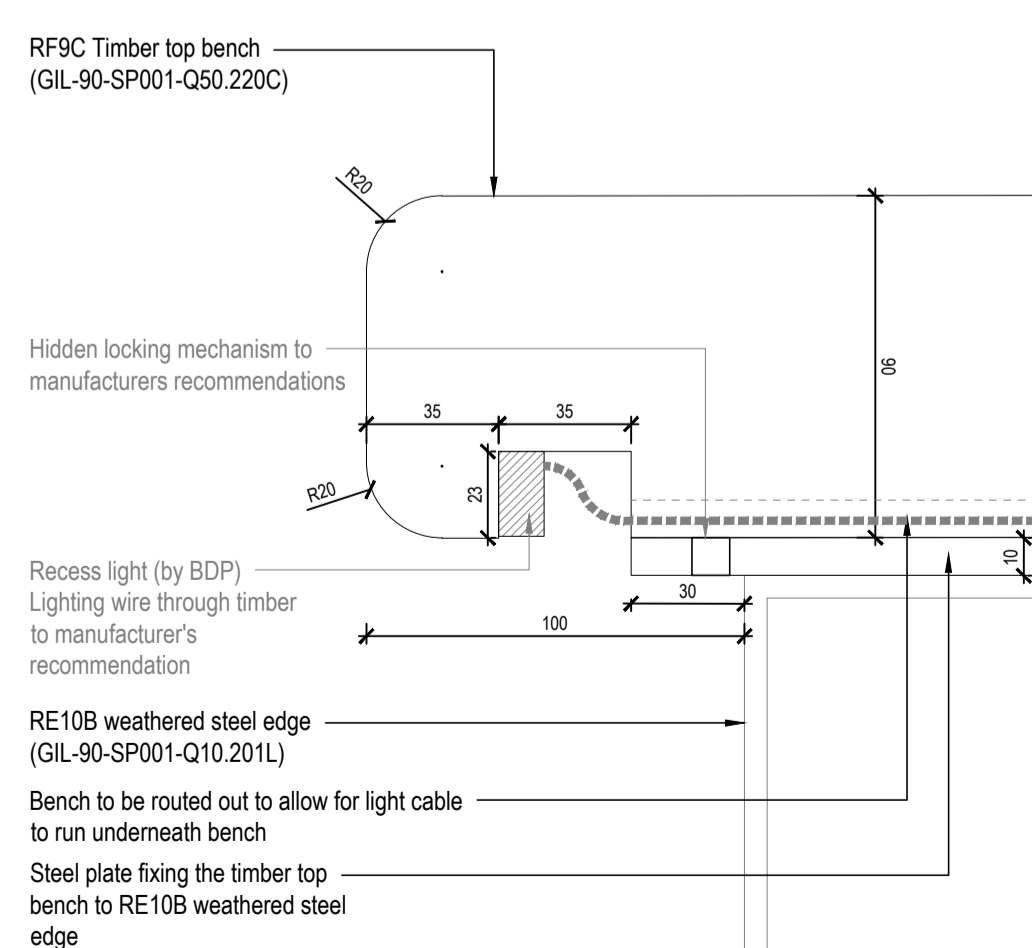 RF9C Timber top bench
(GIL-90-SP001-Q50.220C)
R20
90
Hidden locking mechanism to
manufacturers recommendations
35
35
23
R20
10
Recess light (by BDP)
Lighting wire through timber
to manufacturer's
recommendation
30
100
RE10B weathered steel edge
(GIL-90-SP001-Q10.201L)
Bench to be routed out to allow for light cable
to run underneath bench
Steel plate fixing the timber top
bench to RE10B weathered steel
edge